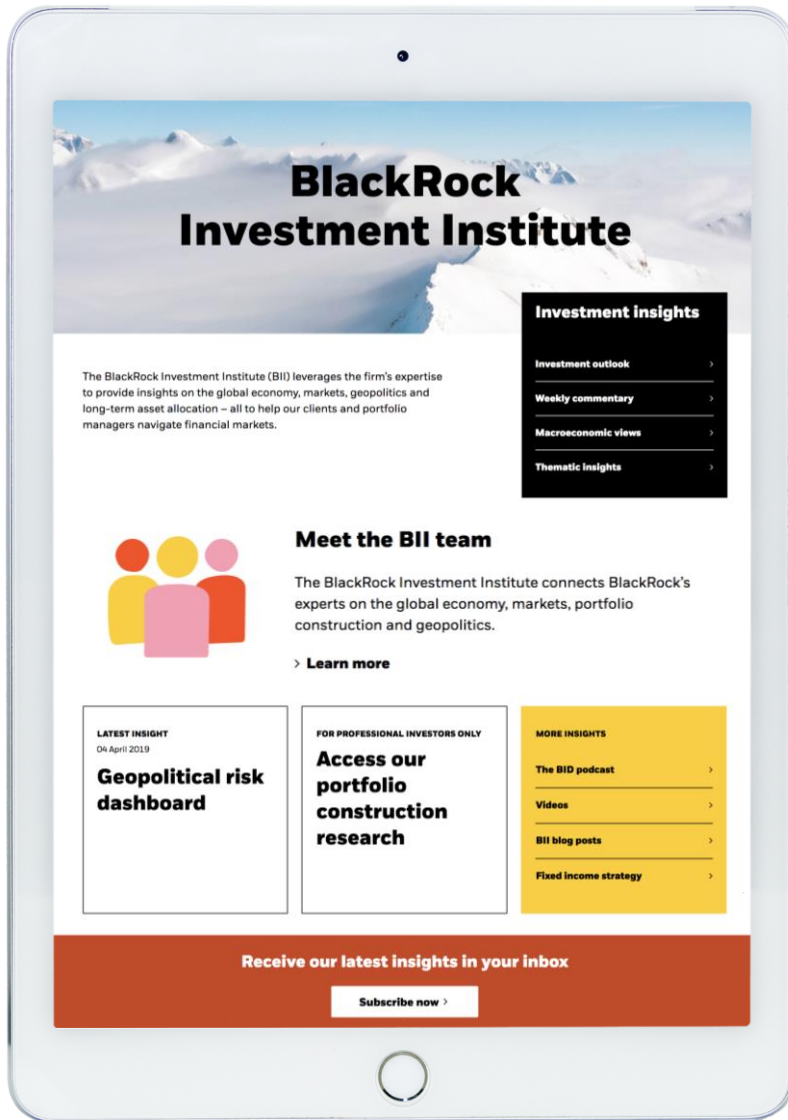 BlackRock
Investment Institute
Investment insights
Investment outlook
Weekly commentary
Macroeconomic views
Thematic insights
The BlackRock Investment Institute (BII) leverages the firm's expertise
to provide insights on the global economy, markets, geopolitics and
long-term asset allocation – all to help our clients and portfolio
managers navigate financial markets.
Meet the BII team
The BlackRock Investment Institute connects BlackRock's
experts on the global economy, markets, portfolio
construction and geopolitics.
> Learn more
LATEST INSIGHT
04 April 2019
Geopolitical risk
dashboard
FOR PROFESSIONAL INVESTORS ONLY
Access our
portfolio
construction
research
MORE INSIGHTS
The BID podcast
Videos
BII blog posts
Fixed income strategy
Receive our latest insights in your inbox
Subscribe now >